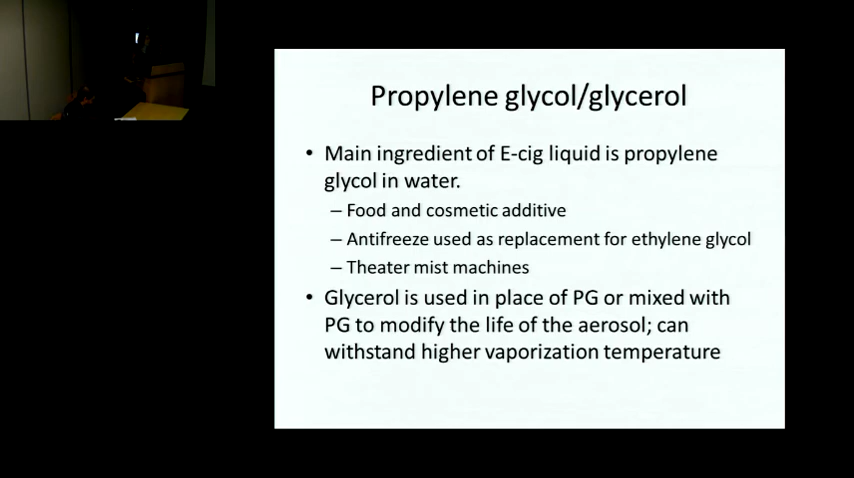 Propylene glycol/glycerol
• Main ingredient of E-cig liquid is propylene
glycol in water.
– Food and cosmetic additive
– Antifreeze used as replacement for ethylene glycol
– Theater mist machines
• Glycerol is used in place of PG or mixed with
PG to modify the life of the aerosol; can
withstand higher vaporization temperature